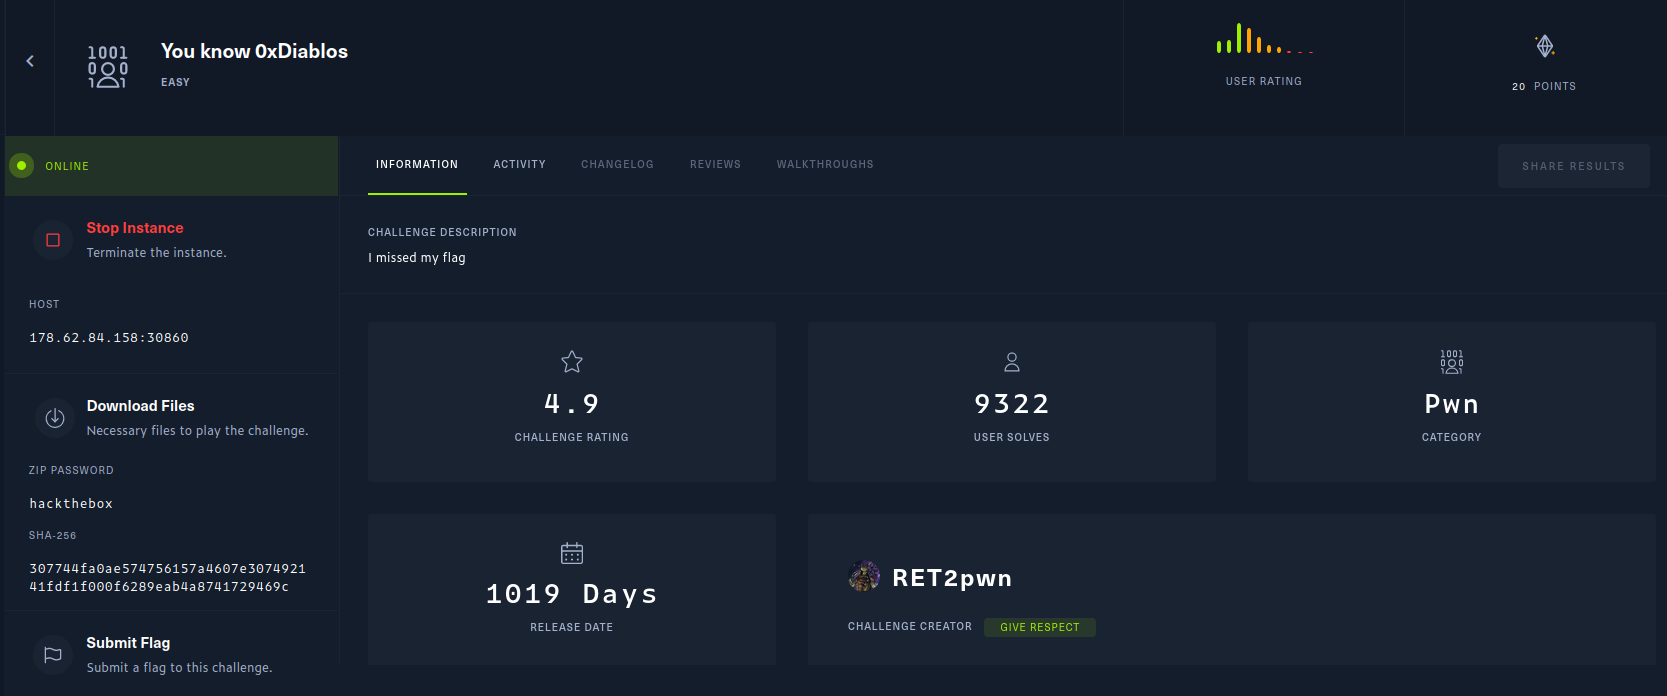 You know 0xDiablos
EASY
USER RATING
20 POINTS
ONLINE
INFORMATION ACTIVITY CHANGELOG REVIEWS WALKTHROUGHS
SHARE RESULTS
Stop Instance
Terminate the instance.
HOST
178.62.84.158:30860
Download Files
Necessary files to play the challenge.
ZIP PASSWORD
hackthebox
SHA-256
307744fa0ae574756157a4607e3074921
41fdf1f000f6289eab4a8741729469c
Submit Flag
Submit a flag to this challenge.
CHALLENGE DESCRIPTION
I missed my flag
4.9
CHALLENGE RATING
9322
USER SOLVES
Pwn
CATEGORY
1019 Days
RELEASE DATE
RET2pwn
CHALLENGE CREATOR
GIVE RESPECT